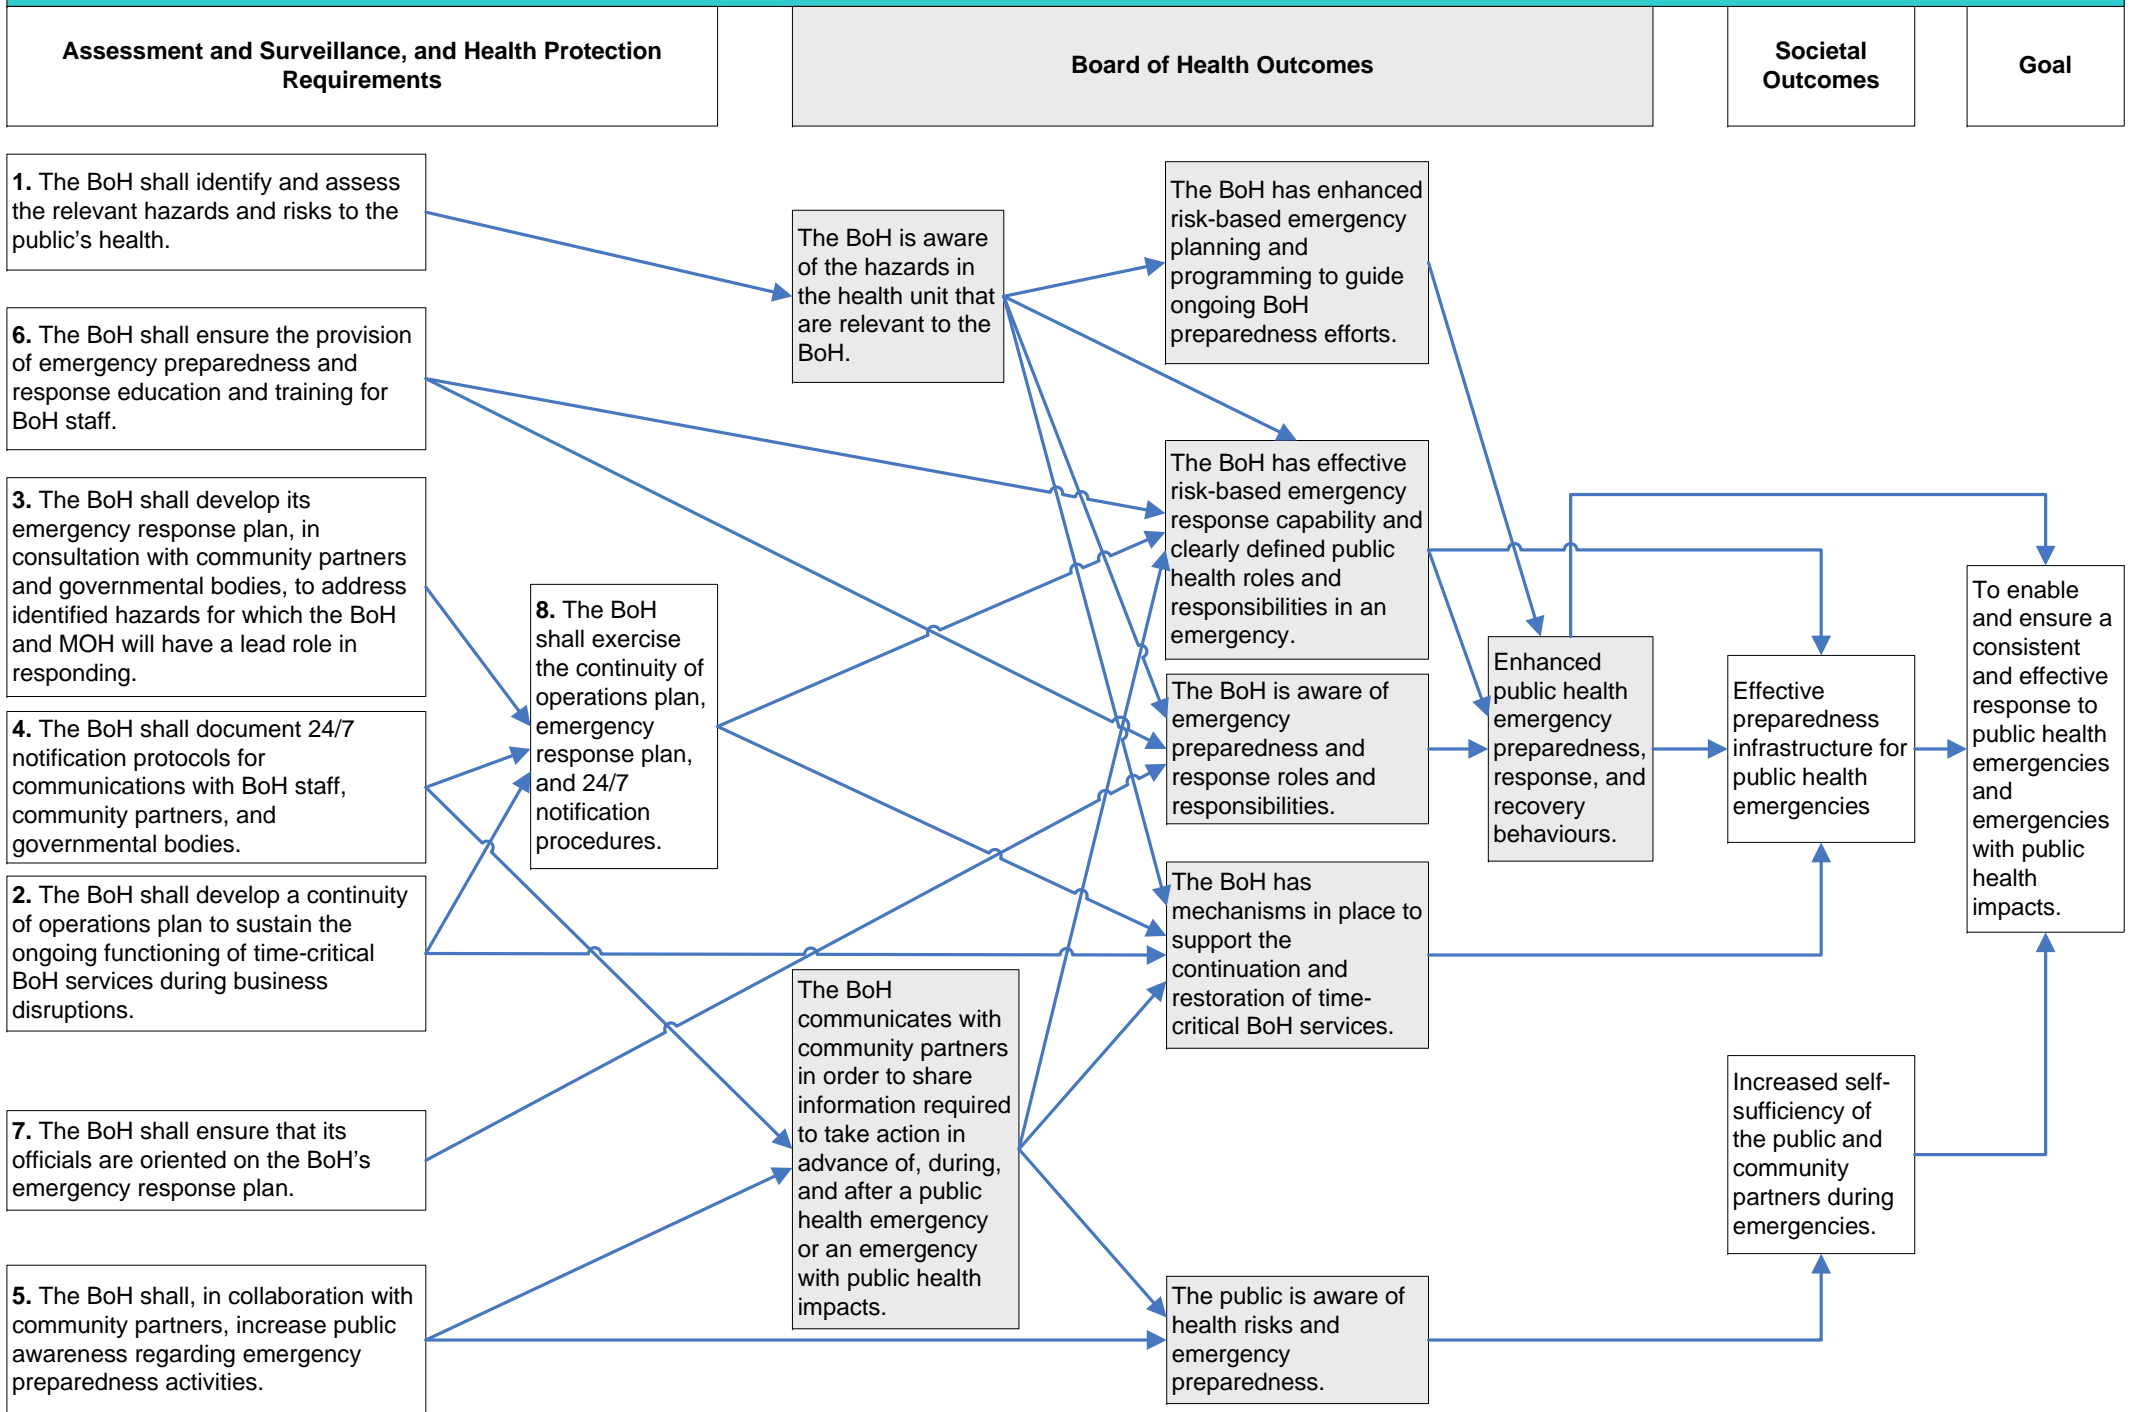 Assessment and Surveillance, and Health Protection
Requirements
Board of Health Outcomes
Societal
Outcomes
Goal
1. The BoH shall identify and assess
the relevant hazards and risks to the
public’s health.
6. The BoH shall ensure the provision
of emergency preparedness and
response education and training for
BoH staff.
3. The BoH shall develop its
emergency response plan, in
consultation with community partners
and governmental bodies, to address
identified hazards for which the BoH
and MOH will have a lead role in
responding.
4. The BoH shall document 24/7
notification protocols for
communications with BoH staff,
community partners, and
governmental bodies.
2. The BoH shall develop a continuity
of operations plan to sustain the
ongoing functioning of time-critical
BoH services during business
disruptions.
7. The BoH shall ensure that its
officials are oriented on the BoH’s
emergency response plan.
5. The BoH shall, in collaboration with
community partners, increase public
awareness regarding emergency
preparedness activities.
8. The BoH
shall exercise
the continuity of
operations plan,
emergency
response plan,
and 24/7
notification
procedures.
The BoH is aware
of the hazards in
the health unit that
are relevant to the
BoH.
The BoH
communicates with
community partners
in order to share
information required
to take action in
advance of, during,
and after a public
health emergency
or an emergency
with public health
impacts.
The BoH has enhanced
risk-based emergency
planning and
programming to guide
ongoing BoH
preparedness efforts.
The BoH has effective
risk-based emergency
response capability and
clearly defined public
health roles and
responsibilities in an
emergency.
The BoH is aware of
emergency
preparedness and
response roles and
responsibilities.
The BoH has
mechanisms in place to
support the
continuation and
restoration of time-
critical BoH services.
The public is aware of
health risks and
emergency
preparedness.
Enhanced
public health
emergency
preparedness,
response, and
recovery
behaviours.
Effective
preparedness
infrastructure for
public health
emergencies
Increased self-
sufficiency of
the public and
community
partners during
emergencies.
To enable
and ensure a
consistent
and effective
response to
public health
emergencies
and
emergencies
with public
health
impacts.